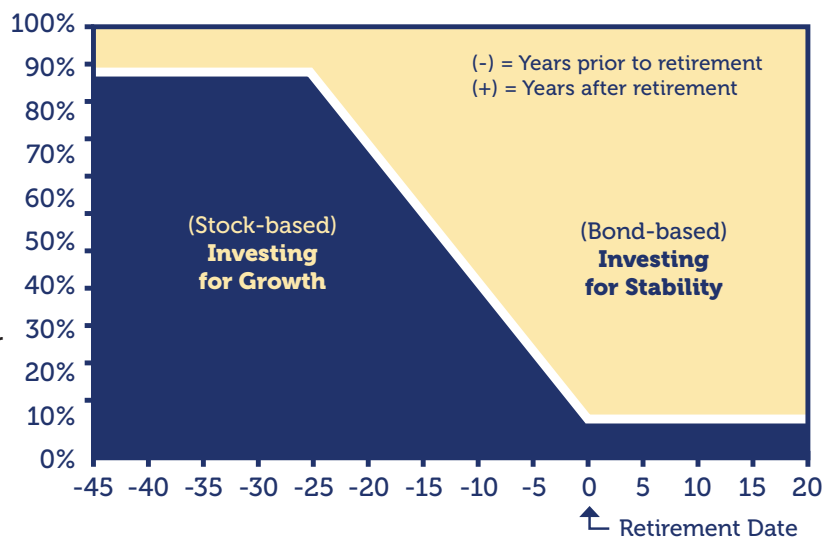 100%
90%
80%
70%
60%
50%
40%
30%
20%
10%
0%
(-) = Years prior to retirement
(+) = Years after retirement
(Stock-based)
Investing
for Growth
(Bond-based)
Investing
for Stability
-45 -40 -35 -30 -25 -20 -15 -10 -5 0 5 10 15 20
Retirement Date